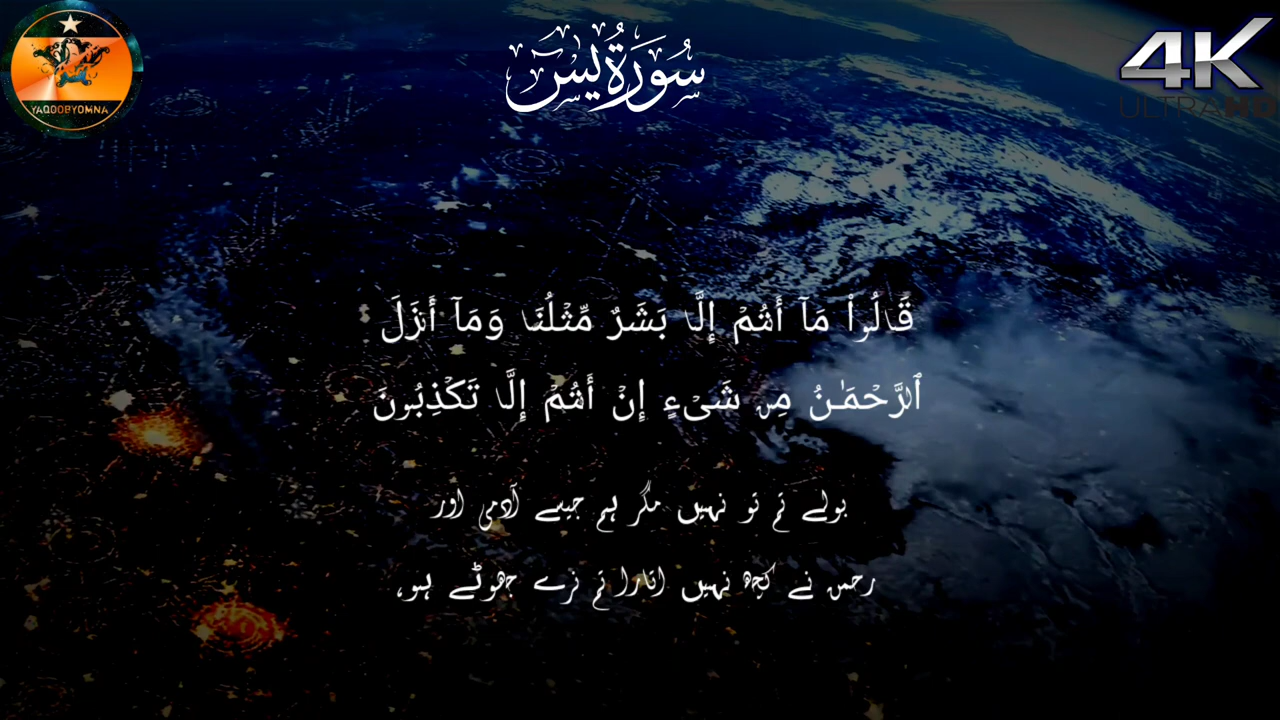 YAQOOBYOMNA
سُورَةُ يسٓ
4K
ULTRA HD
قَالُوا۟ مَآ أَنتُمْ إِلَّا بَشَرٌ مِّثْلُنَا وَمَآ أَنزَلَ
ٱلرَّحْمَـٰنُ مِن شَىْءٍ إِنْ أَنتُمْ إِلَّا تَكْذِبُونَ
بولے تم تو نہیں مگر ہم جیسے آدمی اور
رحمن نے کچھ نہیں اتارا تم نرے جھوٹے ہو،